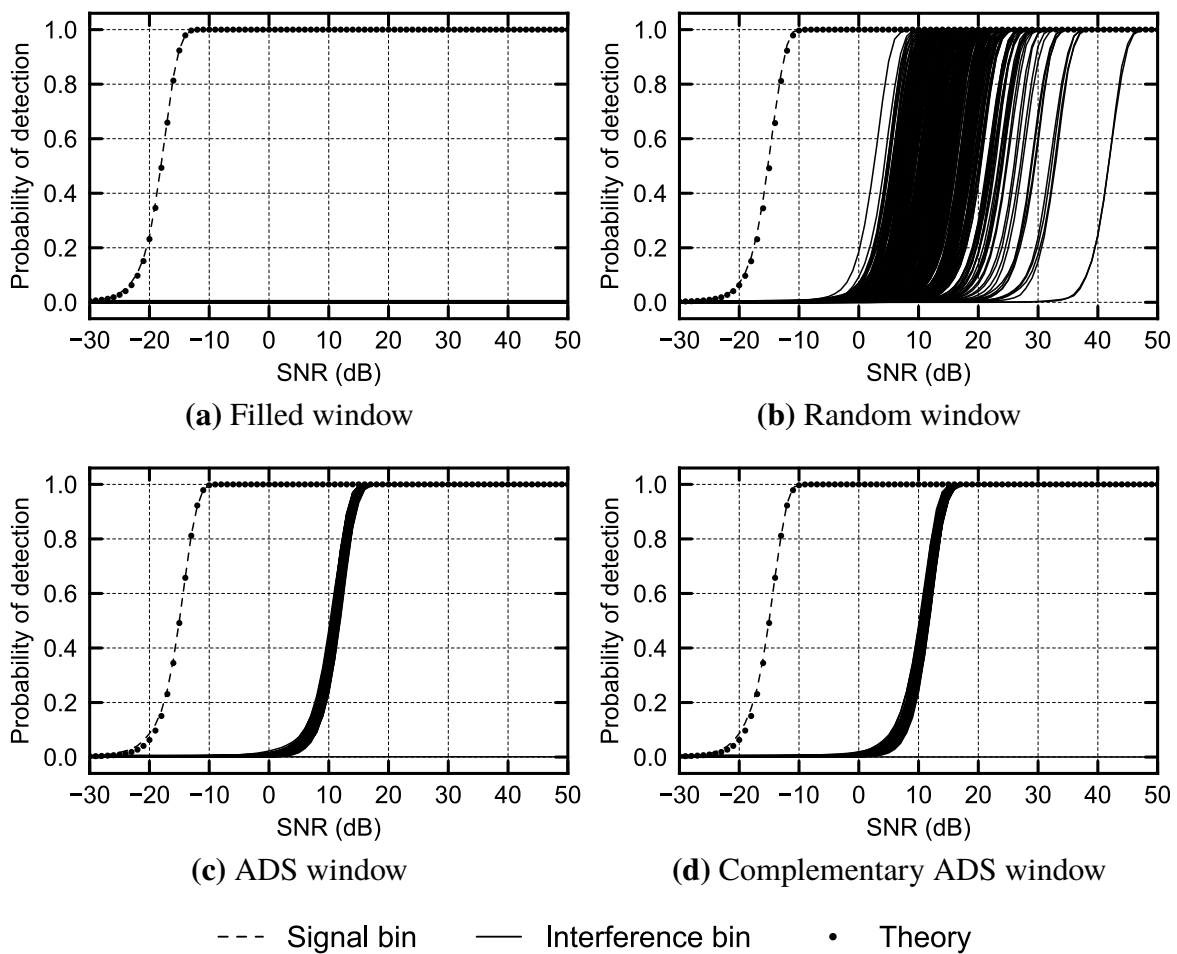 Probability of detection
1.0
0.8
0.6
0.4
0.2
0.0
−30 −20 −10 0 10 20 30 40 50
SNR (dB)
(a) Filled window
Probability of detection
1.0
0.8
0.6
0.4
0.2
0.0
−30 −20 −10 0 10 20 30 40 50
SNR (dB)
(b) Random window
Probability of detection
1.0
0.8
0.6
0.4
0.2
0.0
−30 −20 −10 0 10 20 30 40 50
SNR (dB)
(c) ADS window
Probability of detection
1.0
0.8
0.6
0.4
0.2
0.0
−30 −20 −10 0 10 20 30 40 50
SNR (dB)
(d) Complementary ADS window
Signal bin Interference bin Theory